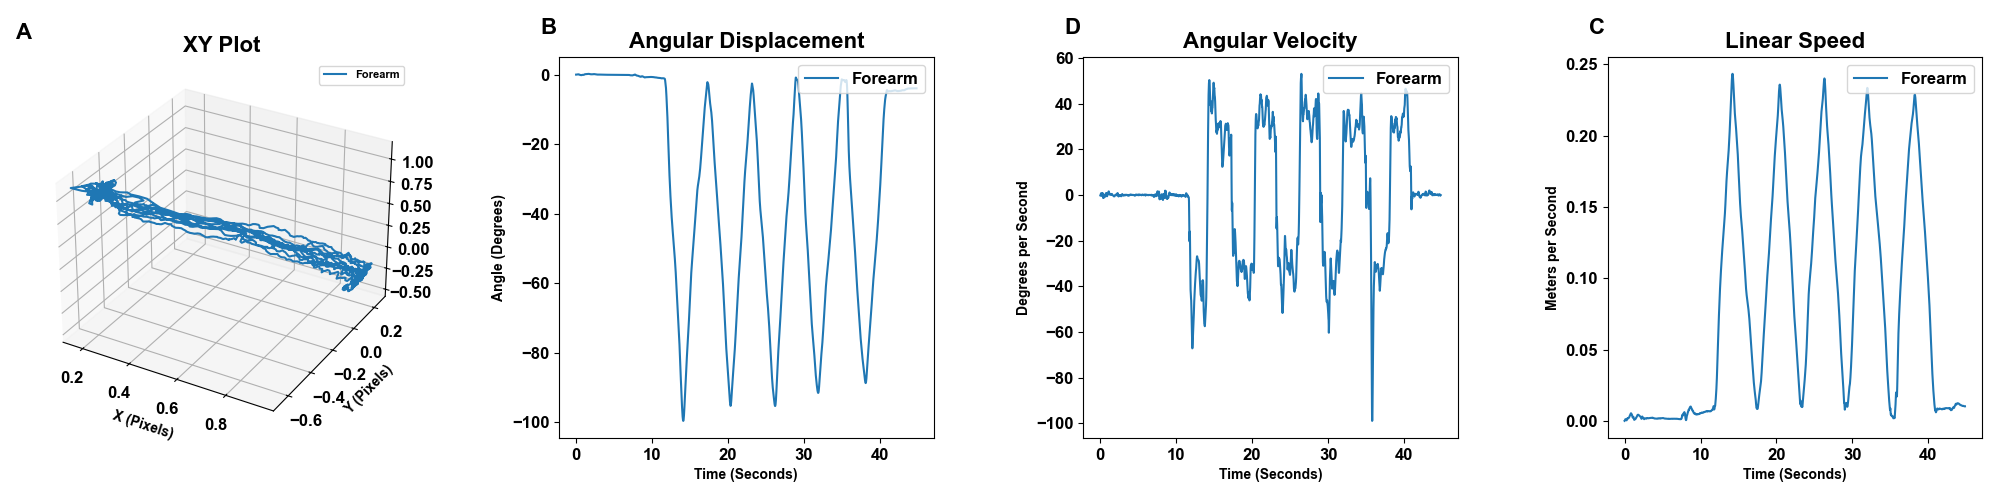 A
XY Plot
Forearm
1.00
0.75
0.50
0.25
0.00
−0.25
−0.50
0.2
0.0
−0.2
−0.4
−0.6
Y (Pixels)
0.2
0.4
0.6
0.8
X (Pixels)
B
Angular Displacement
Forearm
0
−20
−40
−60
−80
−100
Angle (Degrees)
0 10 20 30 40
Time (Seconds)
D
Angular Velocity
Forearm
60
40
20
0
−20
−40
−60
−80
−100
Degrees per Second
0 10 20 30 40
Time (Seconds)
C
Linear Speed
Forearm
0.25
0.20
0.15
0.10
0.05
0.00
Meters per Second
0 10 20 30 40
Time (Seconds)